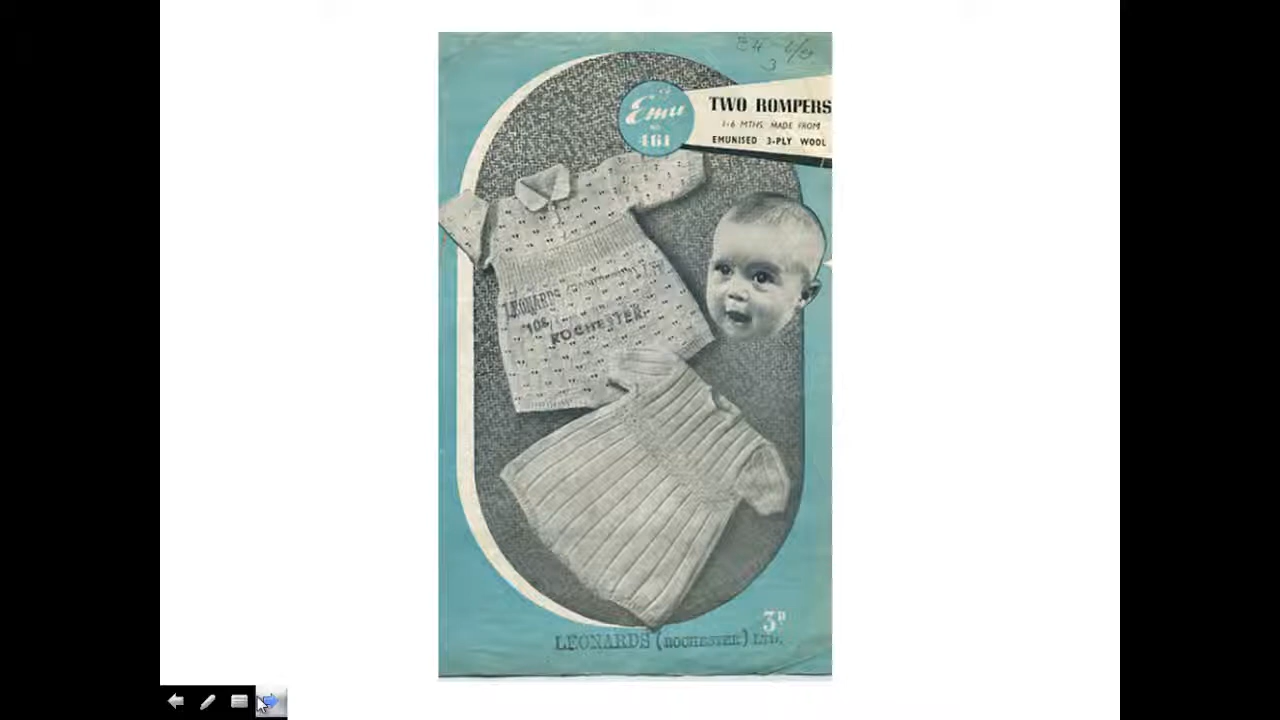 TWO ROMPERS
1-6 MTHS MADE FROM
EMUNISED 3-PLY WOOL
Emu
NO
461
LEONARDS
106
ROCHESTER
3D
LEONARDS (ROCHESTER) LTD.